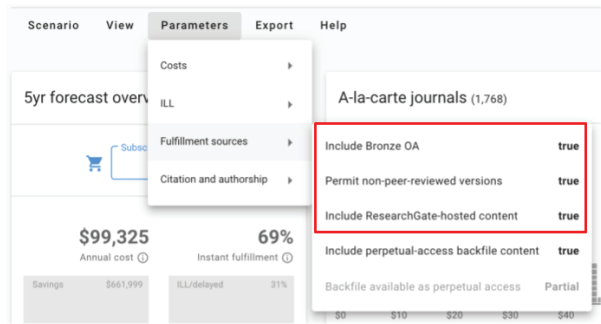 Scenario View Parameters Export Help
Costs
5yr forecast overv
ILL
A-la-carte journals (1,768)
Subsc
Fulfillment sources
Citation and authorship
Include Bronze OA true
Permit non-peer-reviewed versions true
Include ResearchGate-hosted content true
Include perpetual-access backfile content true
Backfile available as perpetual access Partial
$99,325 69%
Annual cost Instant fulfillment
Savings $661,999 ILL/delayed 31%
$0 $10 $20 $30 $40